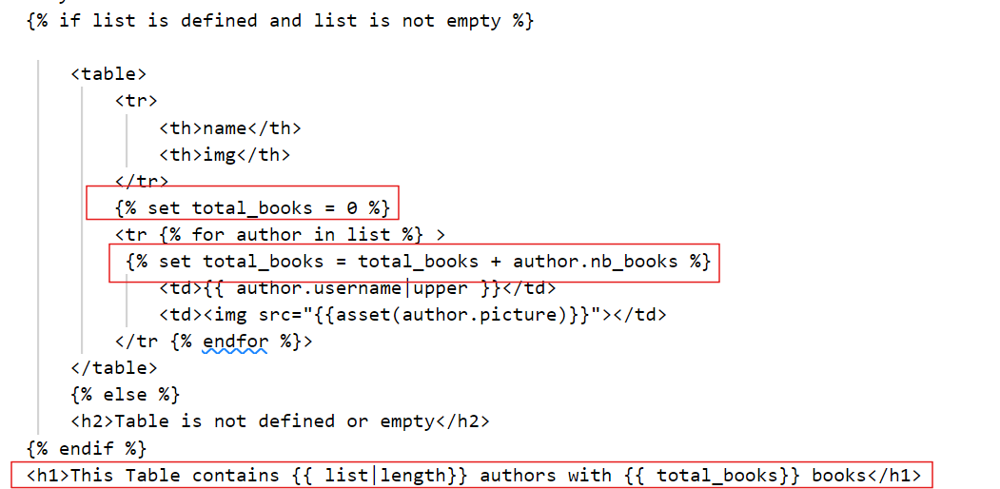 {% if list is defined and list is not empty %}
<table>
<tr>
<th>name</th>
<th>img</th>
</tr>
{% set total_books = 0 %}
<tr {% for author in list %} >
{% set total_books = total_books + author.nb_books %}
<td>{{ author.username|upper }}</td>
<td><img src="{{asset(author.picture)}}"></td>
</tr {% endfor %}>
</table>
{% else %}
<h2>Table is not defined or empty</h2>
{% endif %}
<h1>This Table contains {{ list|length}} authors with {{ total_books}} books</h1>